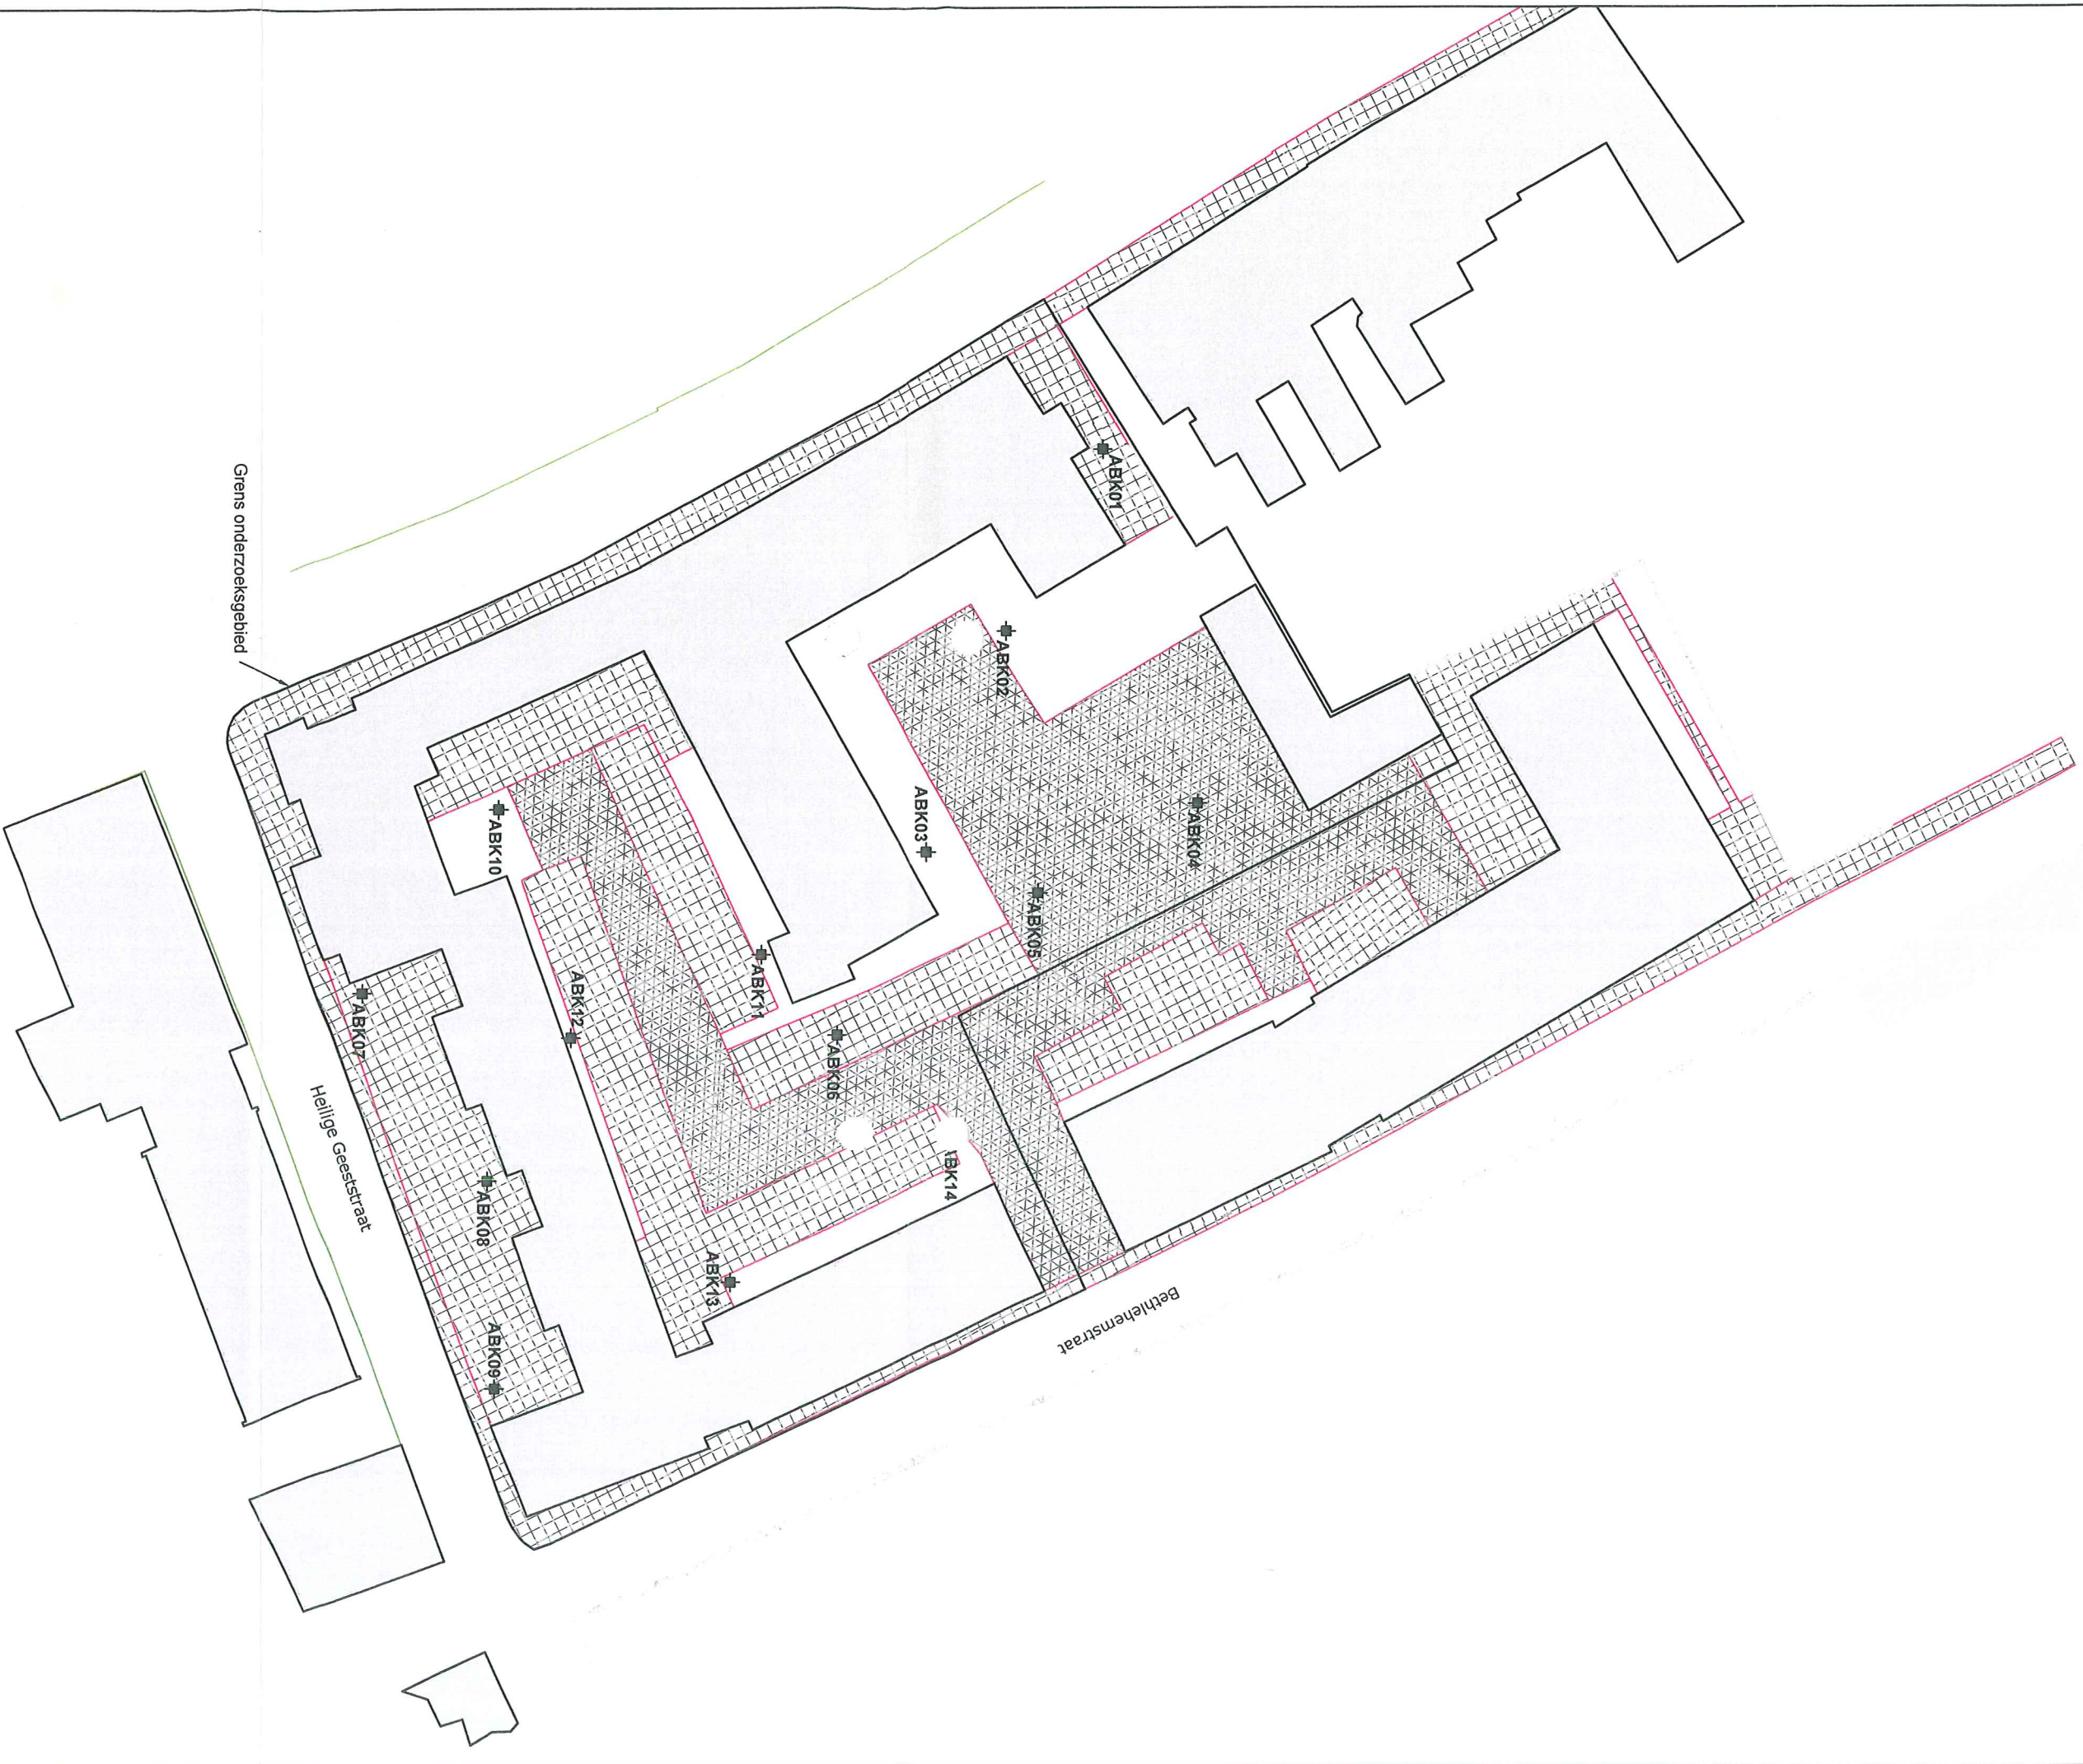 ABK01
ABK02
ABK03
ABK04
ABK05
ABK06
ABK07
ABK08
ABK09
ABK10
ABK11
ABK12
ABK13
\BK14
Grens onderzoeksgebied
Heilige Geeststraat
Bethlehemstraat